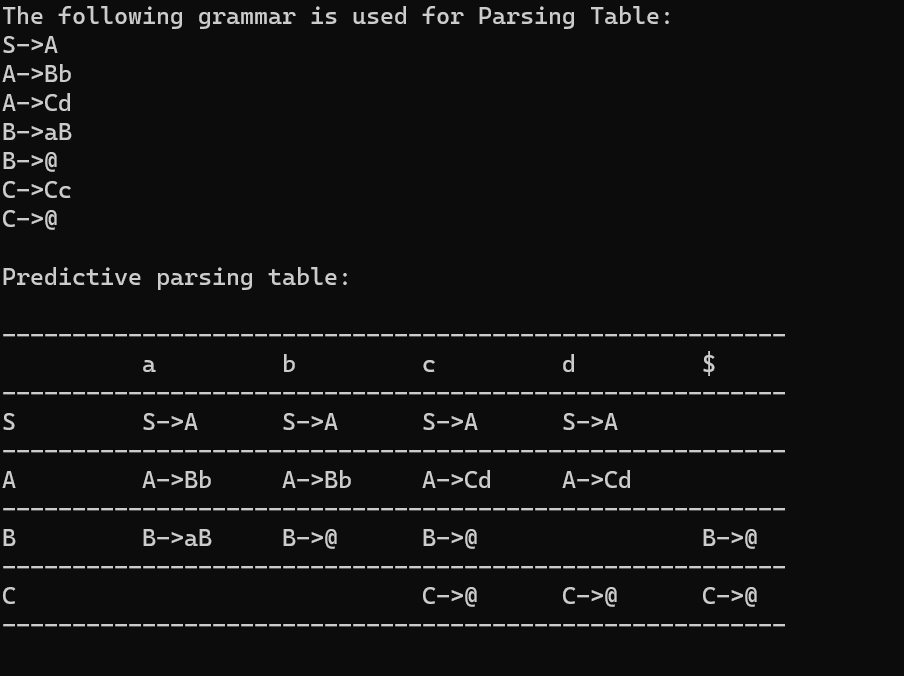 The following grammar is used for Parsing Table:
S->A
A->Bb
A->Cd
B->aB
B->@
C->Cc
C->@
Predictive parsing table:
--------------------------------------------------------
a b c d $
--------------------------------------------------------
S S->A S->A S->A S->A
--------------------------------------------------------
A A->Bb A->Bb A->Cd A->Cd
--------------------------------------------------------
B B->aB B->@ B->@ B->@
--------------------------------------------------------
C C->@ C->@ C->@
--------------------------------------------------------